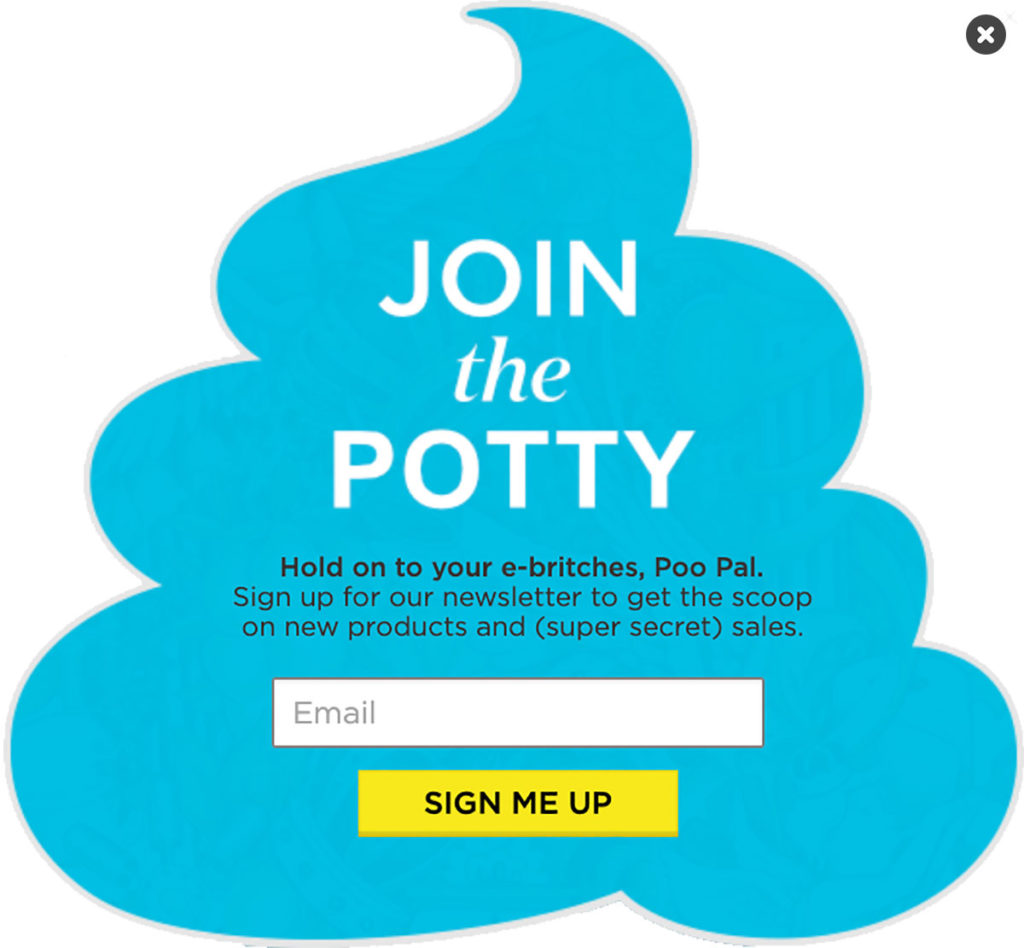 JOIN
the
POTTY
Hold on to your e-britches, Poo Pal.
Sign up for our newsletter to get the scoop
on new products and (super secret) sales.
Email
SIGN ME UP